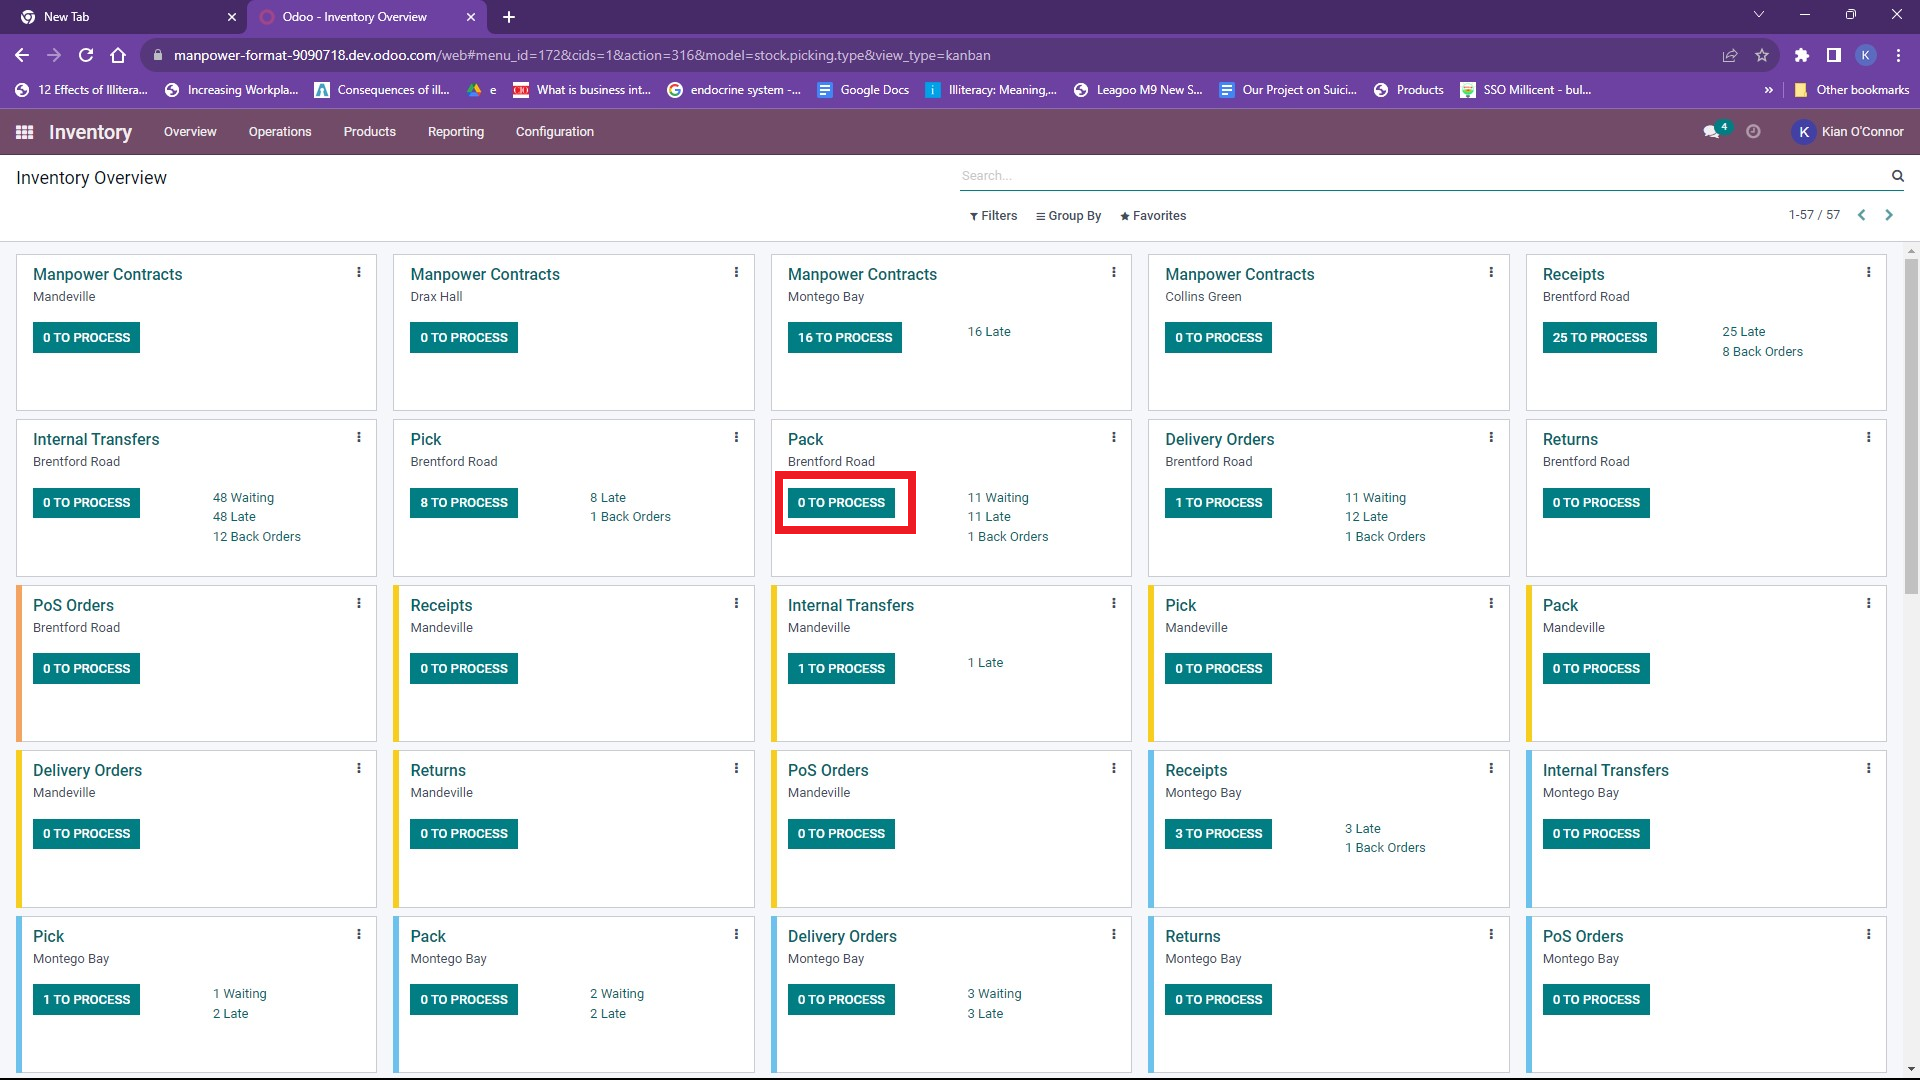 New Tab
Odoo - Inventory Overview
manpower-format-9090718.dev.odoo.com/web#menu_id=172&cids=1&action=316&model=stock.picking.type&view_type=kanban
K
12 Effects of Illitera...
Increasing Workpla...
Consequences of ill...
e
What is business int...
endocrine system -...
Google Docs
Illiteracy: Meaning,...
Leagoo M9 New S...
Our Project on Suici...
Products
SSO Millicent - bul...
»
Other bookmarks
Inventory
Overview
Operations
Products
Reporting
Configuration
4
K
Kian O'Connor
Inventory Overview
Search...
Filters
Group By
Favorites
1-57 / 57
Manpower Contracts
Mandeville
0 TO PROCESS
Manpower Contracts
Drax Hall
0 TO PROCESS
Manpower Contracts
Montego Bay
16 TO PROCESS
16 Late
Manpower Contracts
Collins Green
0 TO PROCESS
Receipts
Brentford Road
25 TO PROCESS
25 Late
8 Back Orders
Internal Transfers
Brentford Road
0 TO PROCESS
48 Waiting
48 Late
12 Back Orders
Pick
Brentford Road
8 TO PROCESS
8 Late
1 Back Orders
Pack
Brentford Road
0 TO PROCESS
11 Waiting
11 Late
1 Back Orders
Delivery Orders
Brentford Road
1 TO PROCESS
11 Waiting
12 Late
1 Back Orders
Returns
Brentford Road
0 TO PROCESS
PoS Orders
Brentford Road
0 TO PROCESS
Receipts
Mandeville
0 TO PROCESS
Internal Transfers
Mandeville
1 TO PROCESS
1 Late
Pick
Mandeville
0 TO PROCESS
Pack
Mandeville
0 TO PROCESS
Delivery Orders
Mandeville
0 TO PROCESS
Returns
Mandeville
0 TO PROCESS
PoS Orders
Mandeville
0 TO PROCESS
Receipts
Montego Bay
3 TO PROCESS
3 Late
1 Back Orders
Internal Transfers
Montego Bay
0 TO PROCESS
Pick
Montego Bay
1 TO PROCESS
1 Waiting
2 Late
Pack
Montego Bay
0 TO PROCESS
2 Waiting
2 Late
Delivery Orders
Montego Bay
0 TO PROCESS
3 Waiting
3 Late
Returns
Montego Bay
0 TO PROCESS
PoS Orders
Montego Bay
0 TO PROCESS